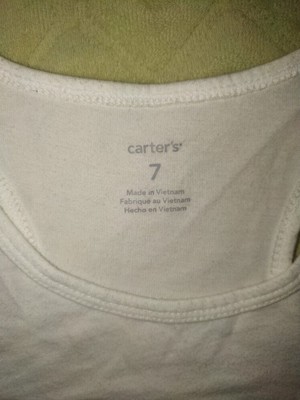 carter's®
7
Made in Vietnam
Fabriqué au Vietnam
Hecho en Vietnam